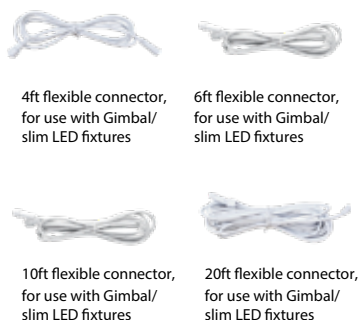 4ft flexible connector,
for use with Gimbal/
slim LED fixtures
6ft flexible connector,
for use with Gimbal/
slim LED fixtures
10ft flexible connector,
for use with Gimbal/
slim LED fixtures
20ft flexible connector,
for use with Gimbal/
slim LED fixtures